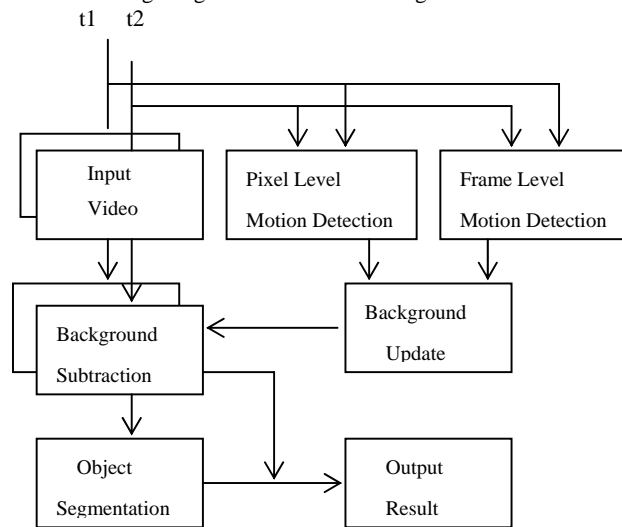 t1 t2
Input
Video
Pixel Level
Motion Detection
Frame Level
Motion Detection
Background
Subtraction
Background
Update
Object
Segmentation
Output
Result